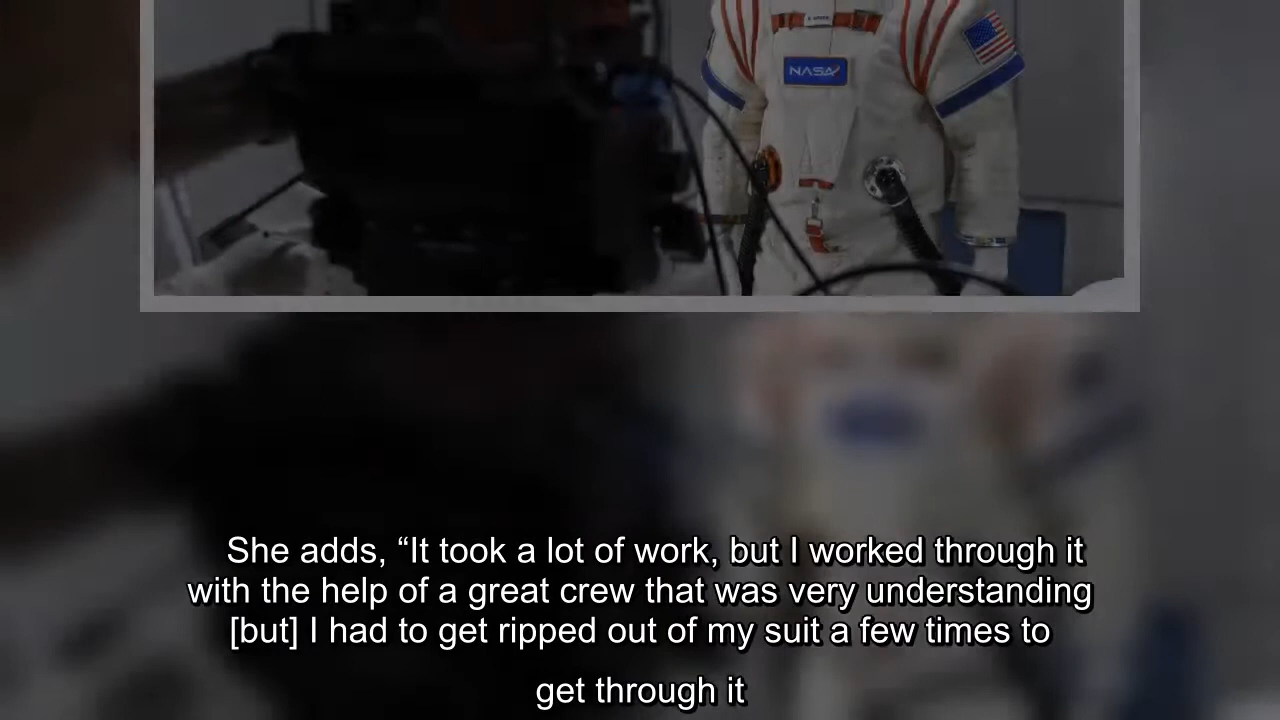 NASA
She adds, “It took a lot of work, but I worked through it
with the help of a great crew that was very understanding
[but] I had to get ripped out of my suit a few times to
get through it